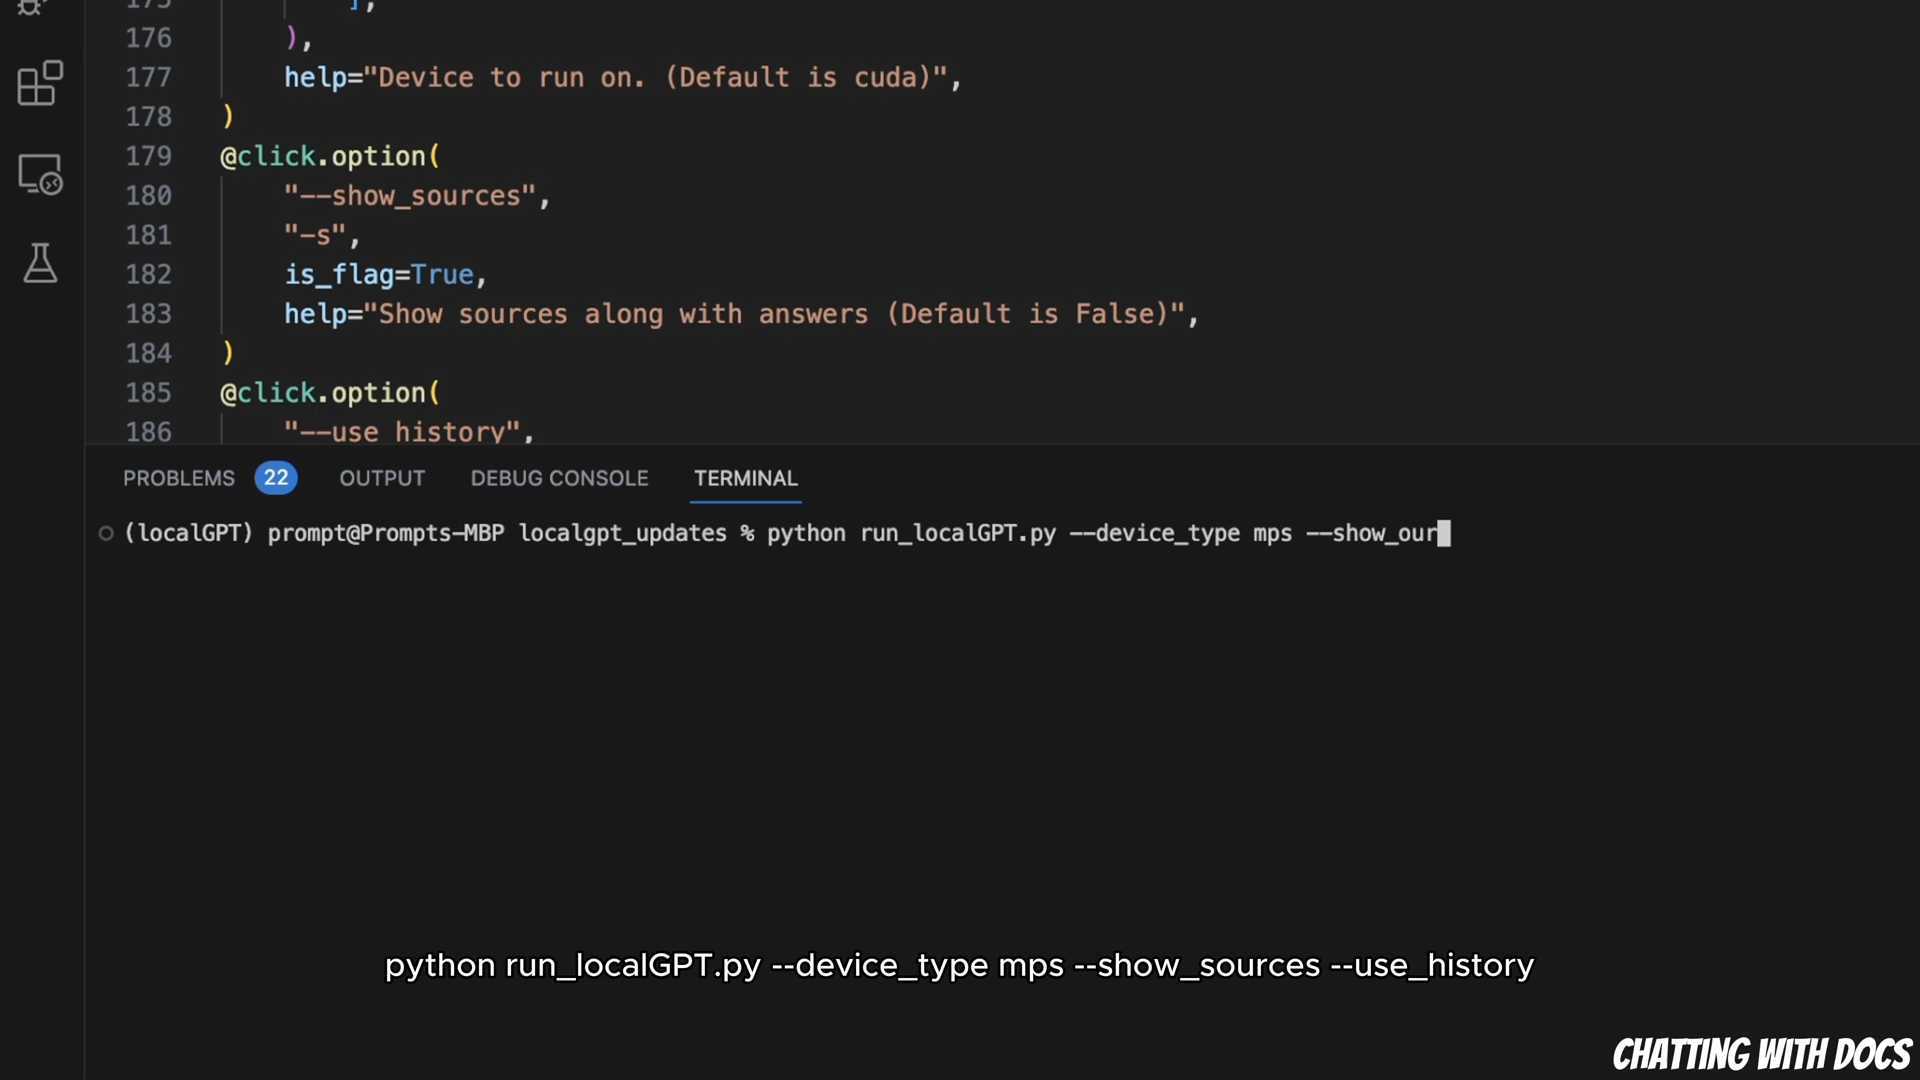 175 ],
176 ),
177 help="Device to run on. (Default is cuda)",
178 )
179 @click.option(
180 "--show_sources",
181 "-s",
182 is_flag=True,
183 help="Show sources along with answers (Default is False)",
184 )
185 @click.option(
186 "--use_history",
PROBLEMS 22 OUTPUT DEBUG CONSOLE TERMINAL
(localGPT) prompt@Prompts-MBP localgpt_updates % python run_localGPT.py --device_type mps --show_our
python run_localGPT.py --device_type mps --show_sources --use_history
CHATTING WITH DOCS